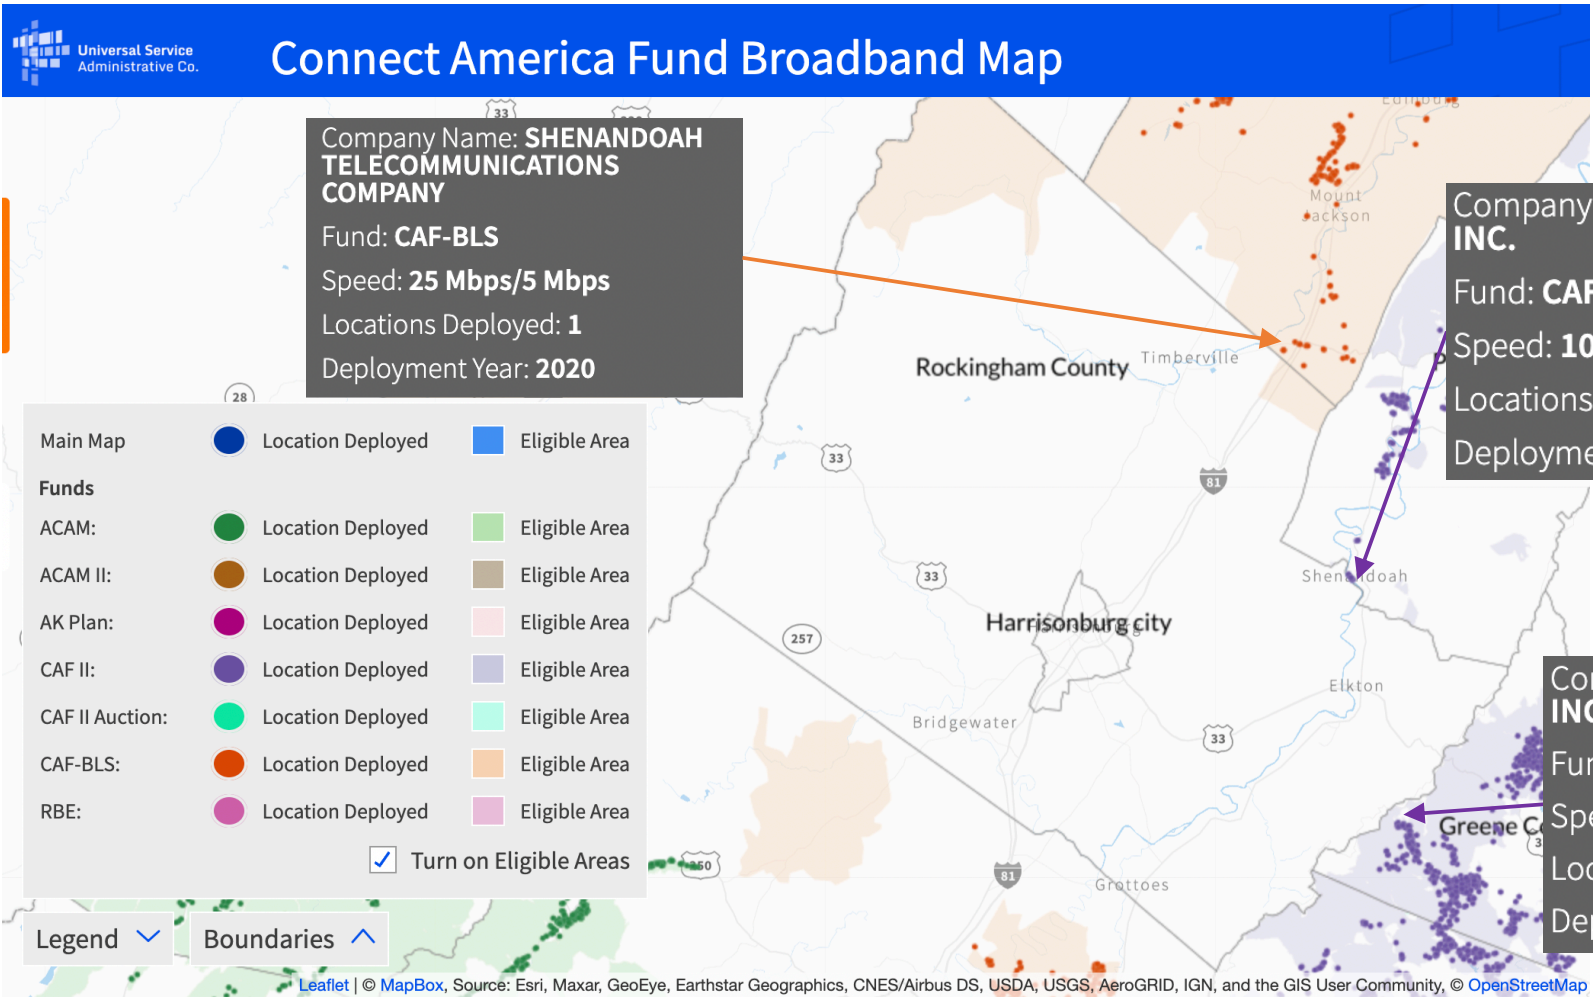 Universal Service
Administrative Co.
Connect America Fund Broadband Map
33
Edinburg
Company Name: SHENANDOAH
TELECOMMUNICATIONS
COMPANY
Fund: CAF-BLS
Speed: 25 Mbps/5 Mbps
Locations Deployed: 1
Deployment Year: 2020
Mount
Jackson
Company
INC.
Fund: CAF
Speed: 10
Locations
Deployme
Rockingham County
Timberville
28
33
81
33
Shenandoah
Harrisonburg city
257
Elkton
Bridgewater
33
Main Map
Location Deployed
Eligible Area
Funds
ACAM:
Location Deployed
Eligible Area
ACAM II:
Location Deployed
Eligible Area
AK Plan:
Location Deployed
Eligible Area
CAF II:
Location Deployed
Eligible Area
CAF II Auction:
Location Deployed
Eligible Area
CAF-BLS:
Location Deployed
Eligible Area
RBE:
Location Deployed
Eligible Area
Turn on Eligible Areas
Legend
Boundaries
81
Grottoes
Greene Co
INC
Leaflet | © MapBox, Source: Esri, Maxar, GeoEye, Earthstar Geographics, CNES/Airbus DS, USDA, USGS, AeroGRID, IGN, and the GIS User Community, © OpenStreetMap